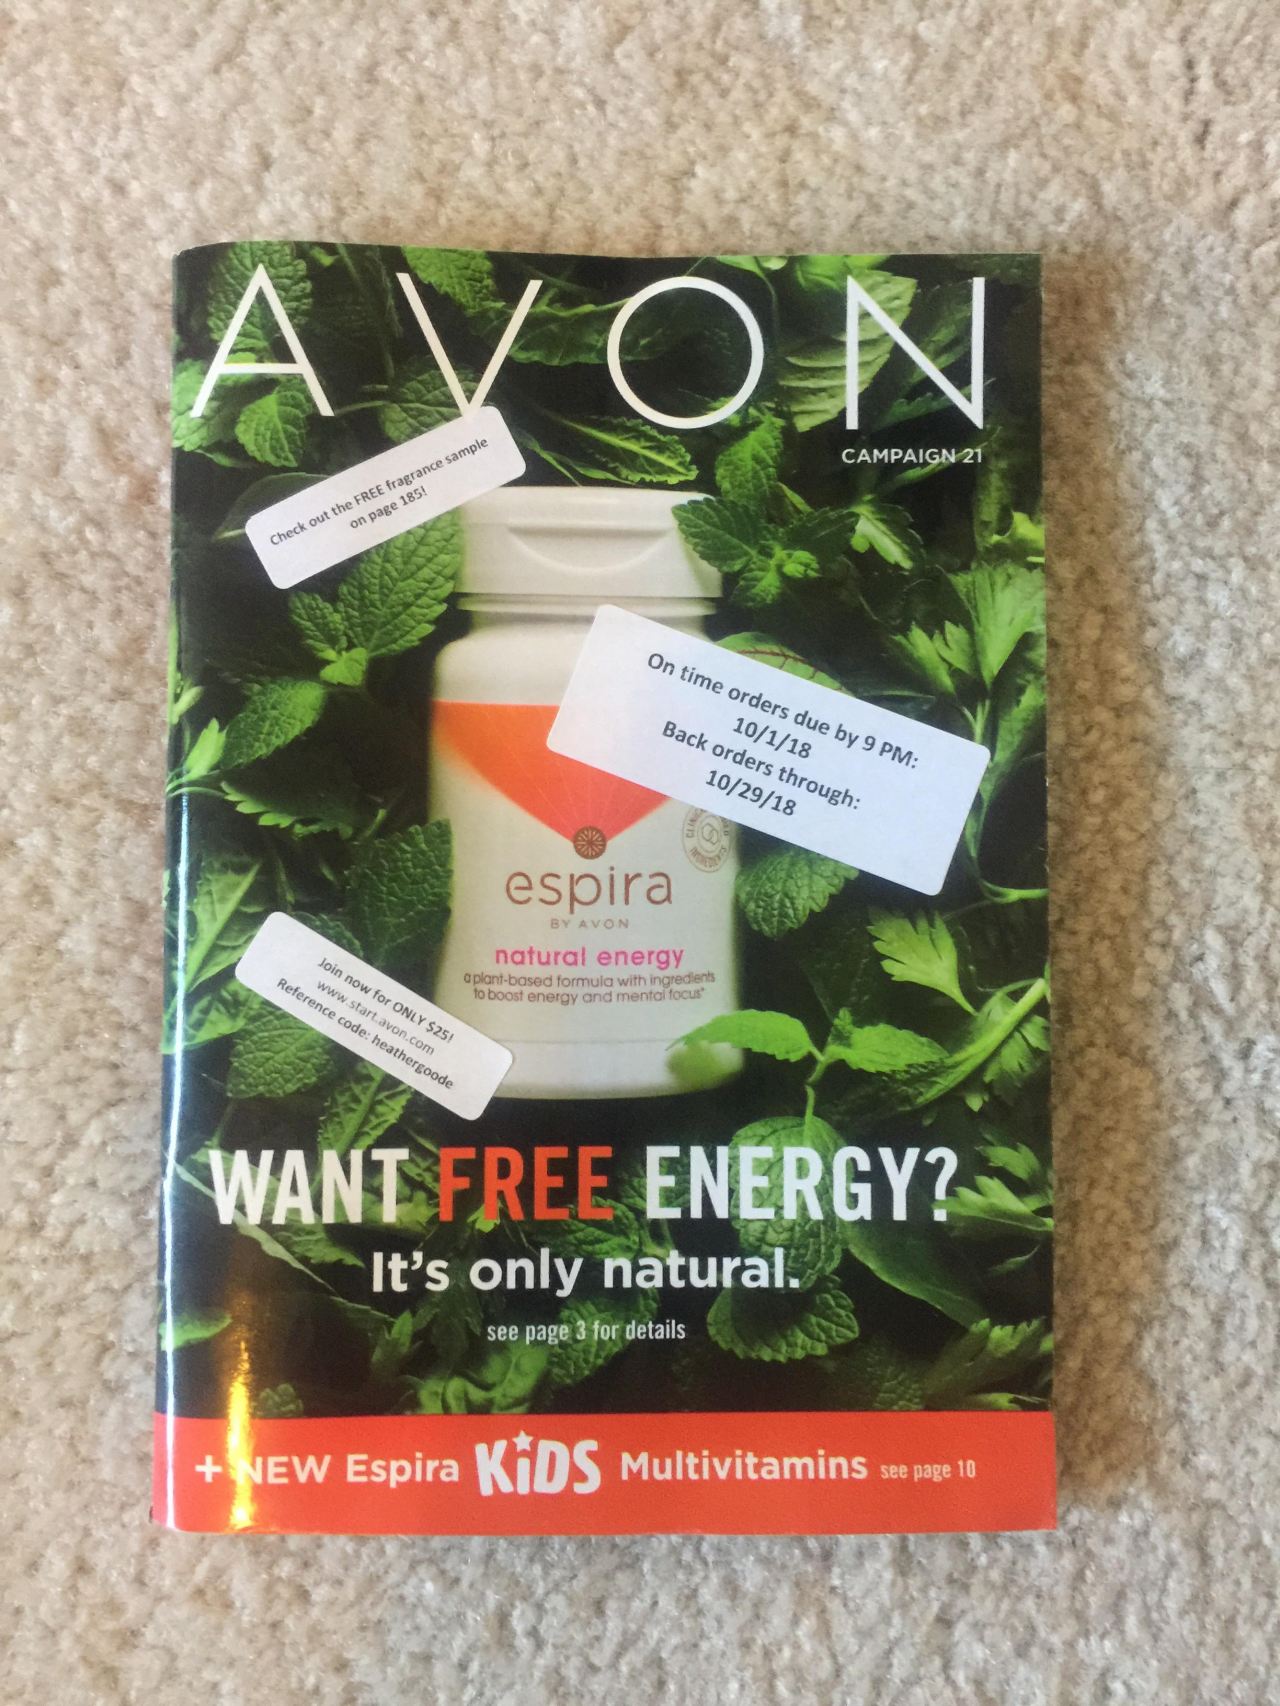 AVON
CAMPAIGN 21
Check out the FREE fragrance sample
on page 185!
On time orders due by 9 PM:
10/1/18
Back orders through:
10/29/18
INGREDIENTS
espira
BY AVON
natural energy
a plant-based formula with ingredients
to boost energy and mental focus*
Join now for ONLY $25!
www.start.avon.com
Reference code: heathergoode
WANT FREE ENERGY?
It's only natural.
see page 3 for details
+ NEW Espira KiDS Multivitamins see page 10